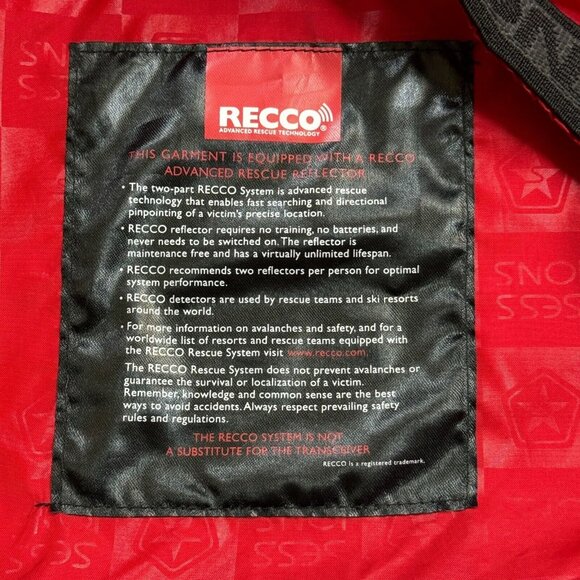 RECCO®
ADVANCED RESCUE TECHNOLOGY
THIS GARMENT IS EQUIPPED WITH A RECCO
ADVANCED RESCUE REFLECTOR
• The two-part RECCO System is advanced rescue
technology that enables fast searching and directional
pinpointing of a victim's precise location.
• RECCO reflector requires no training, no batteries, and
never needs to be switched on. The reflector is
maintenance free and has a virtually unlimited lifespan.
• RECCO recommends two reflectors per person for optimal
system performance.
• RECCO detectors are used by rescue teams and ski resorts
around the world.
• For more information on avalanches and safety, and for a
worldwide list of resorts and rescue teams equipped with
the RECCO Rescue System visit www.recco.com.
The RECCO Rescue System does not prevent avalanches or
guarantee the survival or localization of a victim.
Remember, knowledge and common sense are the best
ways to avoid accidents. Always respect prevailing safety
rules and regulations.
THE RECCO SYSTEM IS NOT
A SUBSTITUTE FOR THE TRANSCEIVER
RECCO is a registered trademark.
SESS
IONS